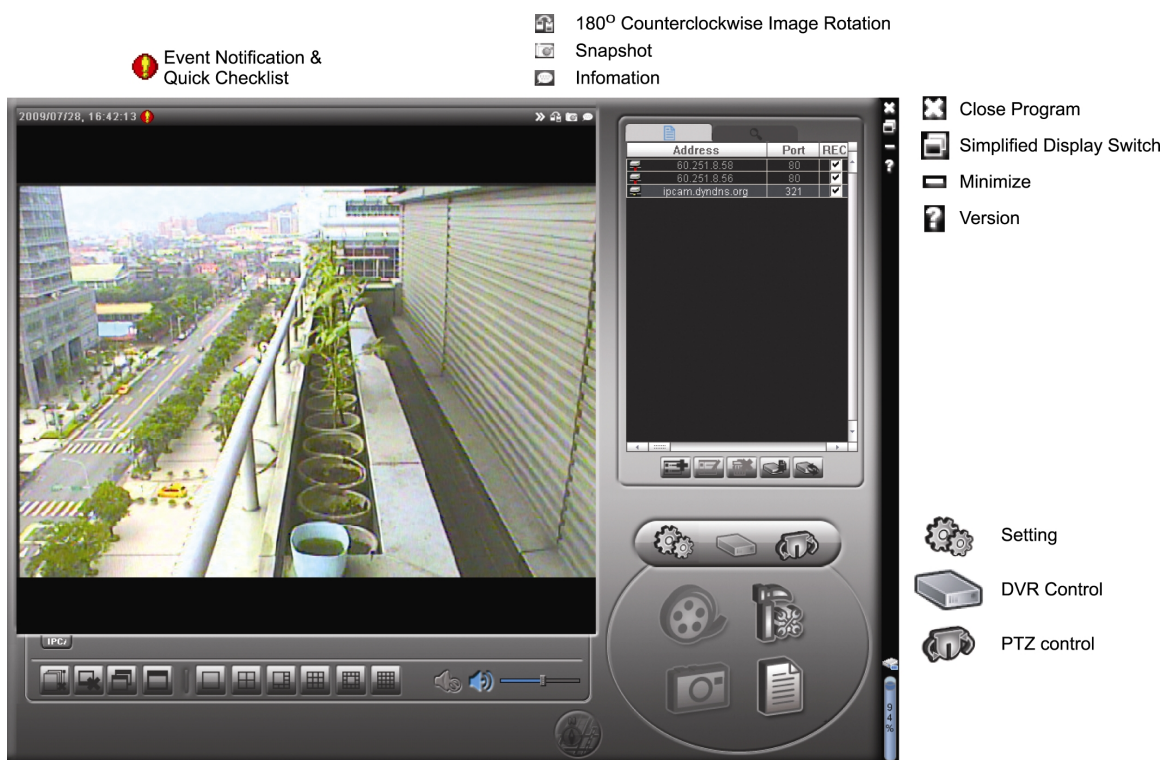 180° Counterclockwise Image Rotation
Snapshot
Infomation
Event Notification &
Quick Checklist
2009/07/28, 16:42:13
Close Program
Simplified Display Switch
Minimize
Version
Address Port REC
60.251.8.58 80
60.251.8.56 80
ipcam.dyndns.org 321
Setting
DVR Control
PTZ control
94%